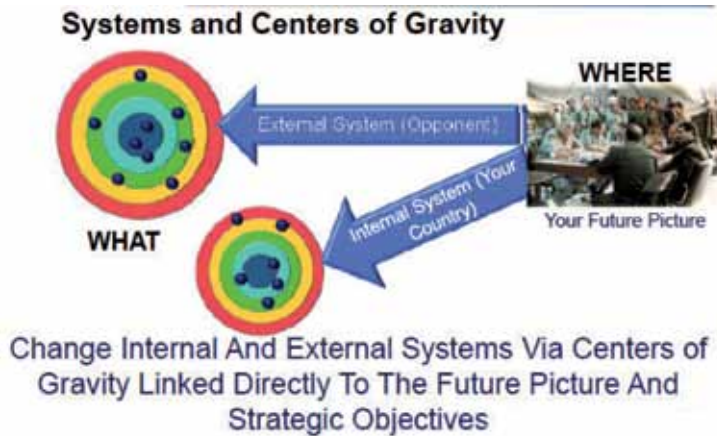 Systems and Centers of Gravity
WHERE
External System (Opponent)
Internal System (Your
Country)
Your Future Picture
WHAT
Change Internal And External Systems Via Centers of
Gravity Linked Directly To The Future Picture And
Strategic Objectives